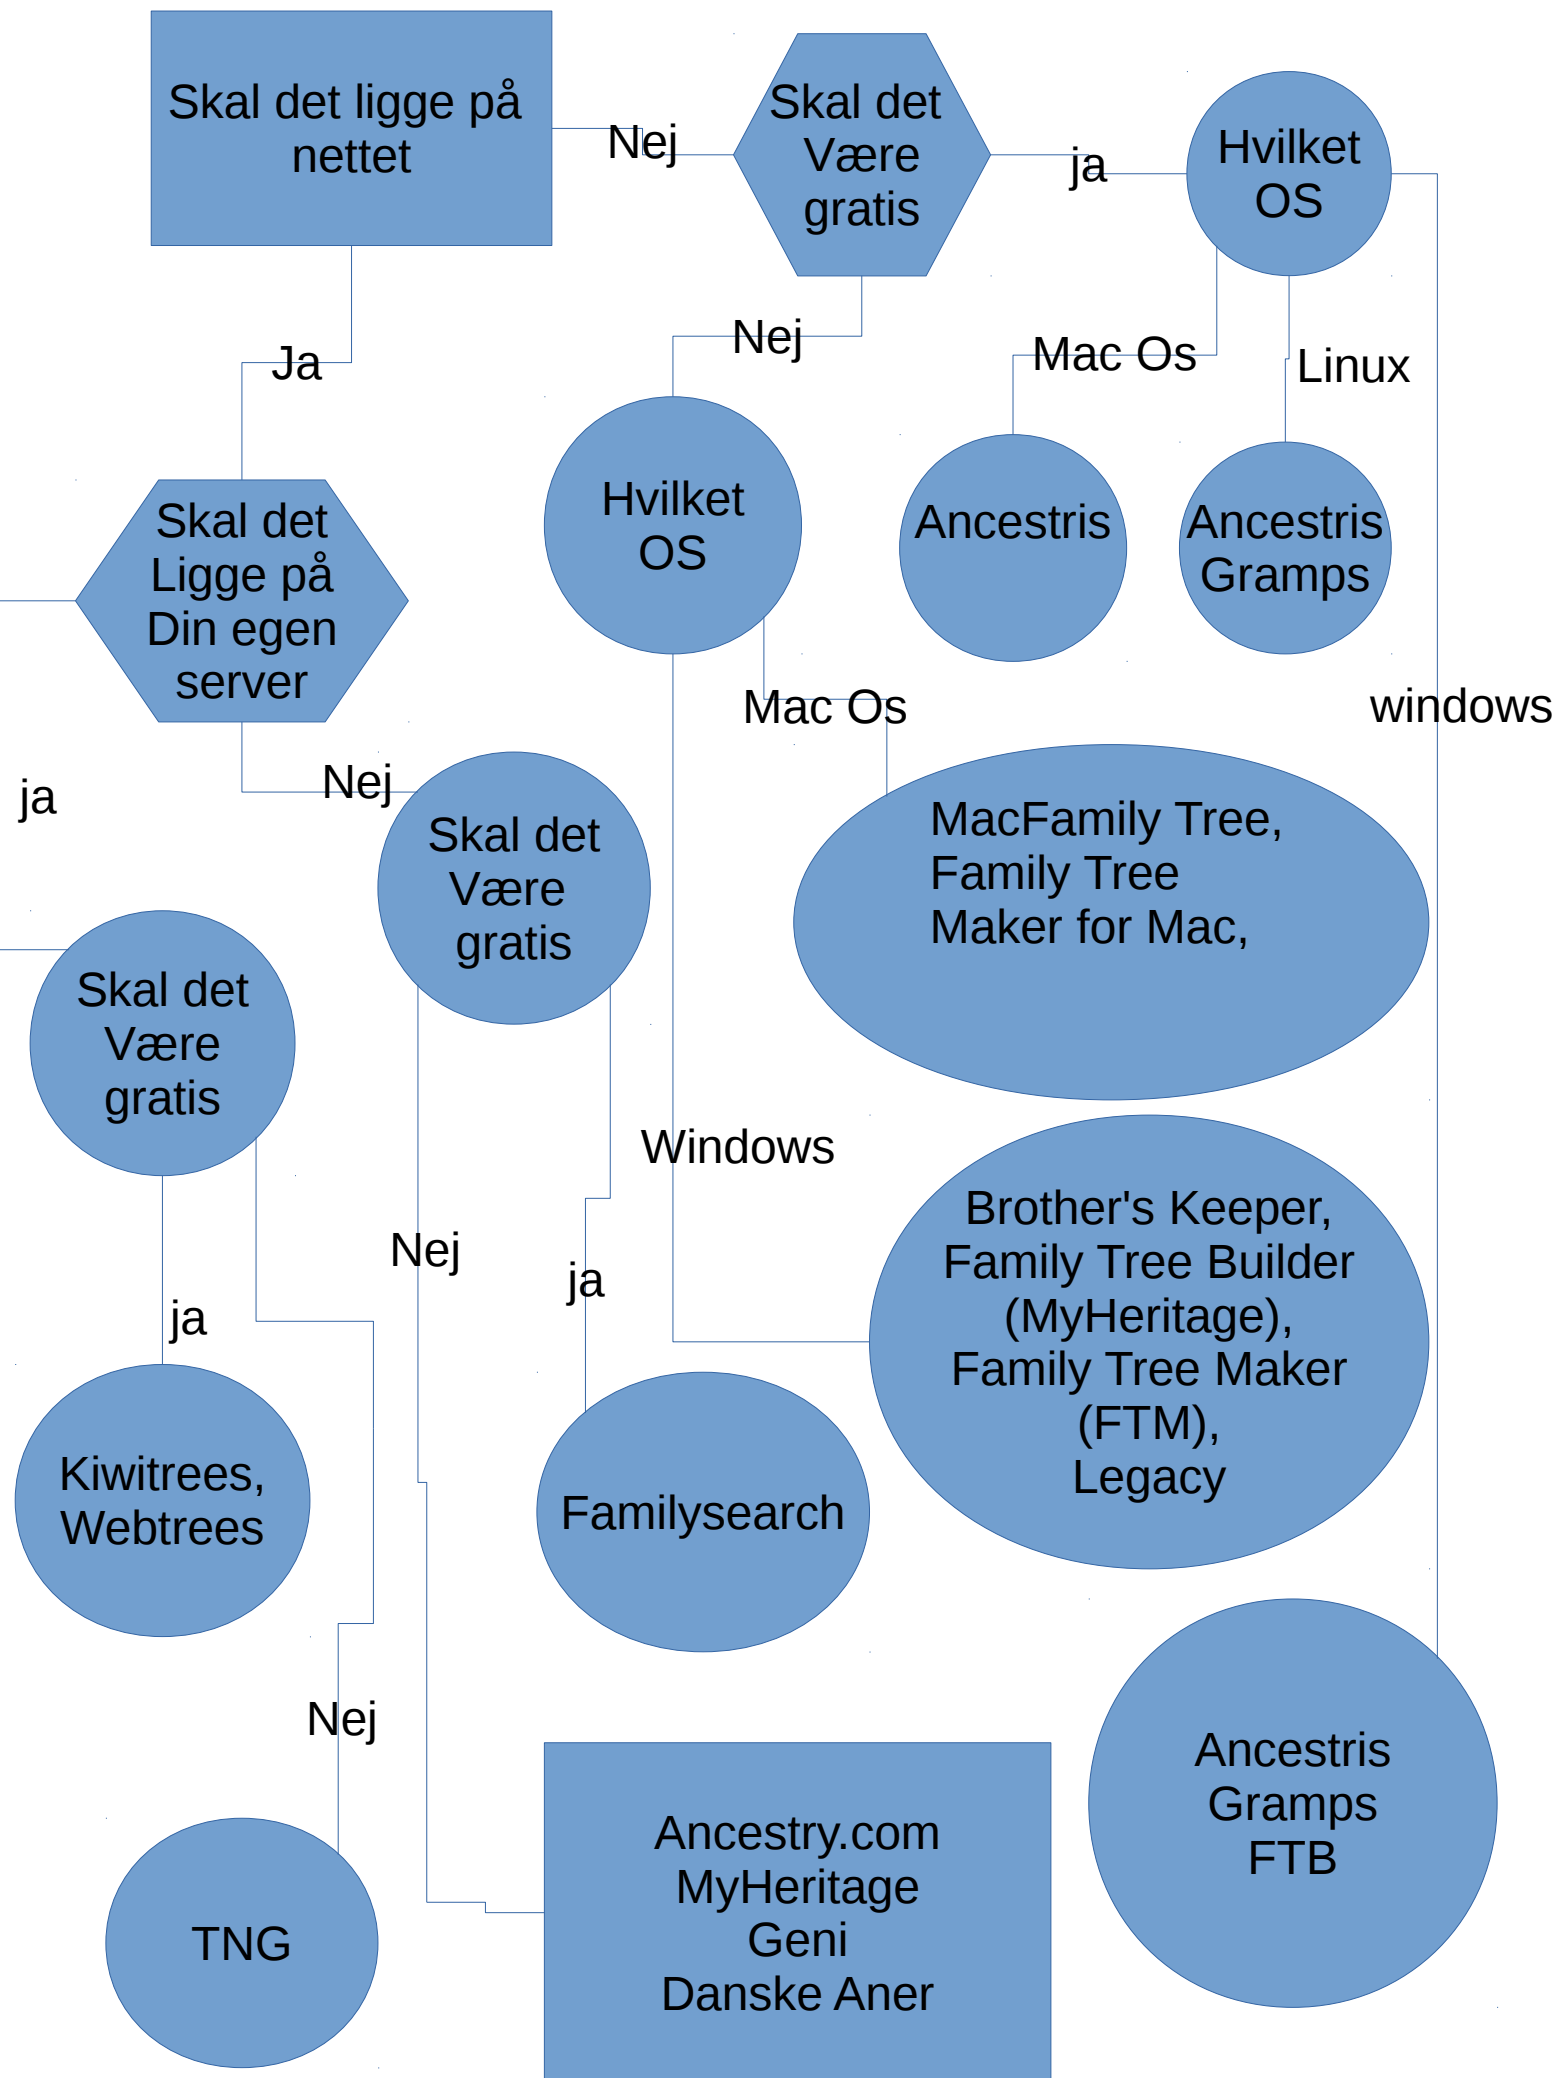 Skal det ligge på
nettet
Nej
Skal det
Være
gratis
ja
Hvilket
OS
Ja
Nej
Mac Os
Linux
Skal det
Ligge på
Din egen
server
Hvilket
OS
Ancestris
Ancestris
Gramps
Mac Os
windows
ja
Nej
Skal det
Være
gratis
MacFamily Tree,
Family Tree
Maker for Mac,
Skal det
Være
gratis
Windows
Nej
ja
ja
Brother's Keeper,
Family Tree Builder
(MyHeritage),
Family Tree Maker
(FTM),
Legacy
Kiwitrees,
Webtrees
Familysearch
Nej
Ancestris
Gramps
FTB
TNG
Ancestry.com
MyHeritage
Geni
Danske Aner